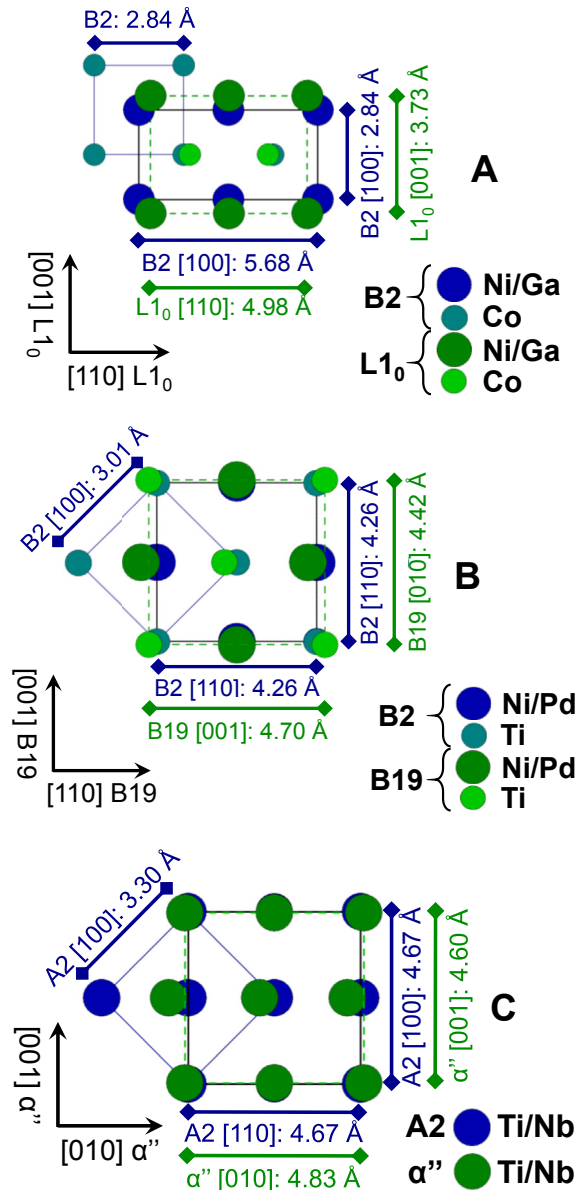 B2: 2.84 Å
B2 [100]: 2.84 Å
L1₀ [001]: 3.73 Å
A
B2 [100]: 5.68 Å
L1₀ [110]: 4.98 Å
[001] L1₀
[110] L1₀
B2
Ni/Ga
Co
L1₀
Ni/Ga
Co
B2 [100]: 3.01 Å
B2 [110]: 4.26 Å
B19 [010]: 4.42 Å
B
B2 [110]: 4.26 Å
B19 [001]: 4.70 Å
[001] B19
[110] B19
B2
Ni/Pd
Ti
B19
Ni/Pd
Ti
A2 [100]: 3.30 Å
A2 [100]: 4.67 Å
α'' [001]: 4.60 Å
C
A2 [110]: 4.67 Å
α'' [010]: 4.83 Å
[001] α''
[010] α''
A2 Ti/Nb
α'' Ti/Nb